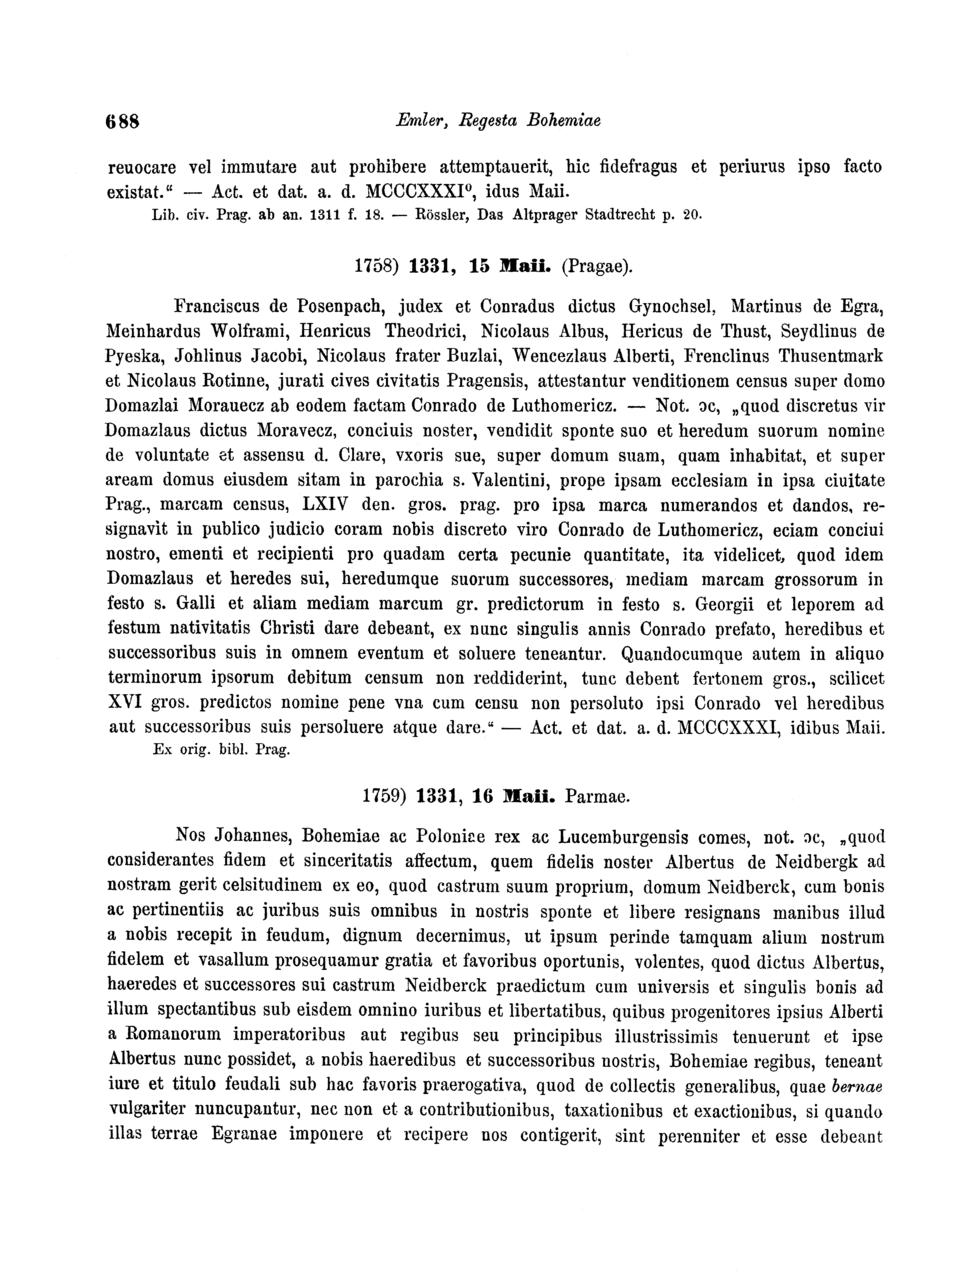 688 Emler, Regesta Bohemiae
reuocare vel immutare aut prohibere attemptauerit, hic fidefragus et periurus ipso facto
existat.“ — Act. et dat. a. d. MCCCXXXI⁰, idus Maii.
Lib. civ. Prag. ab an. 1311 f. 18. — Rössler, Das Altprager Stadtrecht p. 20.
1758) 1331, 15 Maii. (Pragae).
Franciscus de Posenpach, judex et Conradus dictus Gynochsel, Martinus de Egra,
Meinhardus Wolframi, Henricus Theodrici, Nicolaus Albus, Hericus de Thust, Seydlinus de
Pyeska, Johlinus Jacobi, Nicolaus frater Buzlai, Wencezlaus Alberti, Frenclinus Thusentmark
et Nicolaus Rotinne, jurati cives civitatis Pragensis, attestantur venditionem census super domo
Domazlai Morauecz ab eodem factam Conrado de Luthomericz. — Not. ɔc, „quod discretus vir
Domazlaus dictus Moravecz, conciuis noster, vendidit sponte suo et heredum suorum nomine
de voluntate et assensu d. Clare, vxoris sue, super domum suam, quam inhabitat, et super
aream domus eiusdem sitam in parochia s. Valentini, prope ipsam ecclesiam in ipsa ciuitate
Prag., marcam census, LXIV den. gros. prag. pro ipsa marca numerandos et dandos, re-
signavit in publico judicio coram nobis discreto viro Conrado de Luthomericz, eciam conciui
nostro, ementi et recipienti pro quadam certa pecunie quantitate, ita videlicet, quod idem
Domazlaus et heredes sui, heredumque suorum successores, mediam marcam grossorum in
festo s. Galli et aliam mediam marcum gr. predictorum in festo s. Georgii et leporem ad
festum nativitatis Christi dare debeant, ex nunc singulis annis Conrado prefato, heredibus et
successoribus suis in omnem eventum et soluere teneantur. Quandocumque autem in aliquo
terminorum ipsorum debitum censum non reddiderint, tunc debent fertonem gros., scilicet
XVI gros. predictos nomine pene vna cum censu non persoluto ipsi Conrado vel heredibus
aut successoribus suis persoluere atque dare.“ — Act. et dat. a. d. MCCCXXXI, idibus Maii.
Ex orig. bibl. Prag.
1759) 1331, 16 Maii. Parmae.
Nos Johannes, Bohemiae ac Poloniae rex ac Lucemburgensis comes, not. ɔc, „quod
considerantes fidem et sinceritatis affectum, quem fidelis noster Albertus de Neidbergk ad
nostram gerit celsitudinem ex eo, quod castrum suum proprium, domum Neidberck, cum bonis
ac pertinentiis ac juribus suis omnibus in nostris sponte et libere resignans manibus illud
a nobis recepit in feudum, dignum decernimus, ut ipsum perinde tamquam alium nostrum
fidelem et vasallum prosequamur gratia et favoribus oportunis, volentes, quod dictus Albertus,
haeredes et successores sui castrum Neidberck praedictum cum universis et singulis bonis ad
illum spectantibus sub eisdem omnino iuribus et libertatibus, quibus progenitores ipsius Alberti
a Romanorum imperatoribus aut regibus seu principibus illustrissimis tenuerunt et ipse
Albertus nunc possidet, a nobis haeredibus et successoribus nostris, Bohemiae regibus, teneant
iure et titulo feudali sub hac favoris praerogativa, quod de collectis generalibus, quae bernae
vulgariter nuncupantur, nec non et a contributionibus, taxationibus et exactionibus, si quando
illas terrae Egranae imponere et recipere nos contigerit, sint perenniter et esse debeant